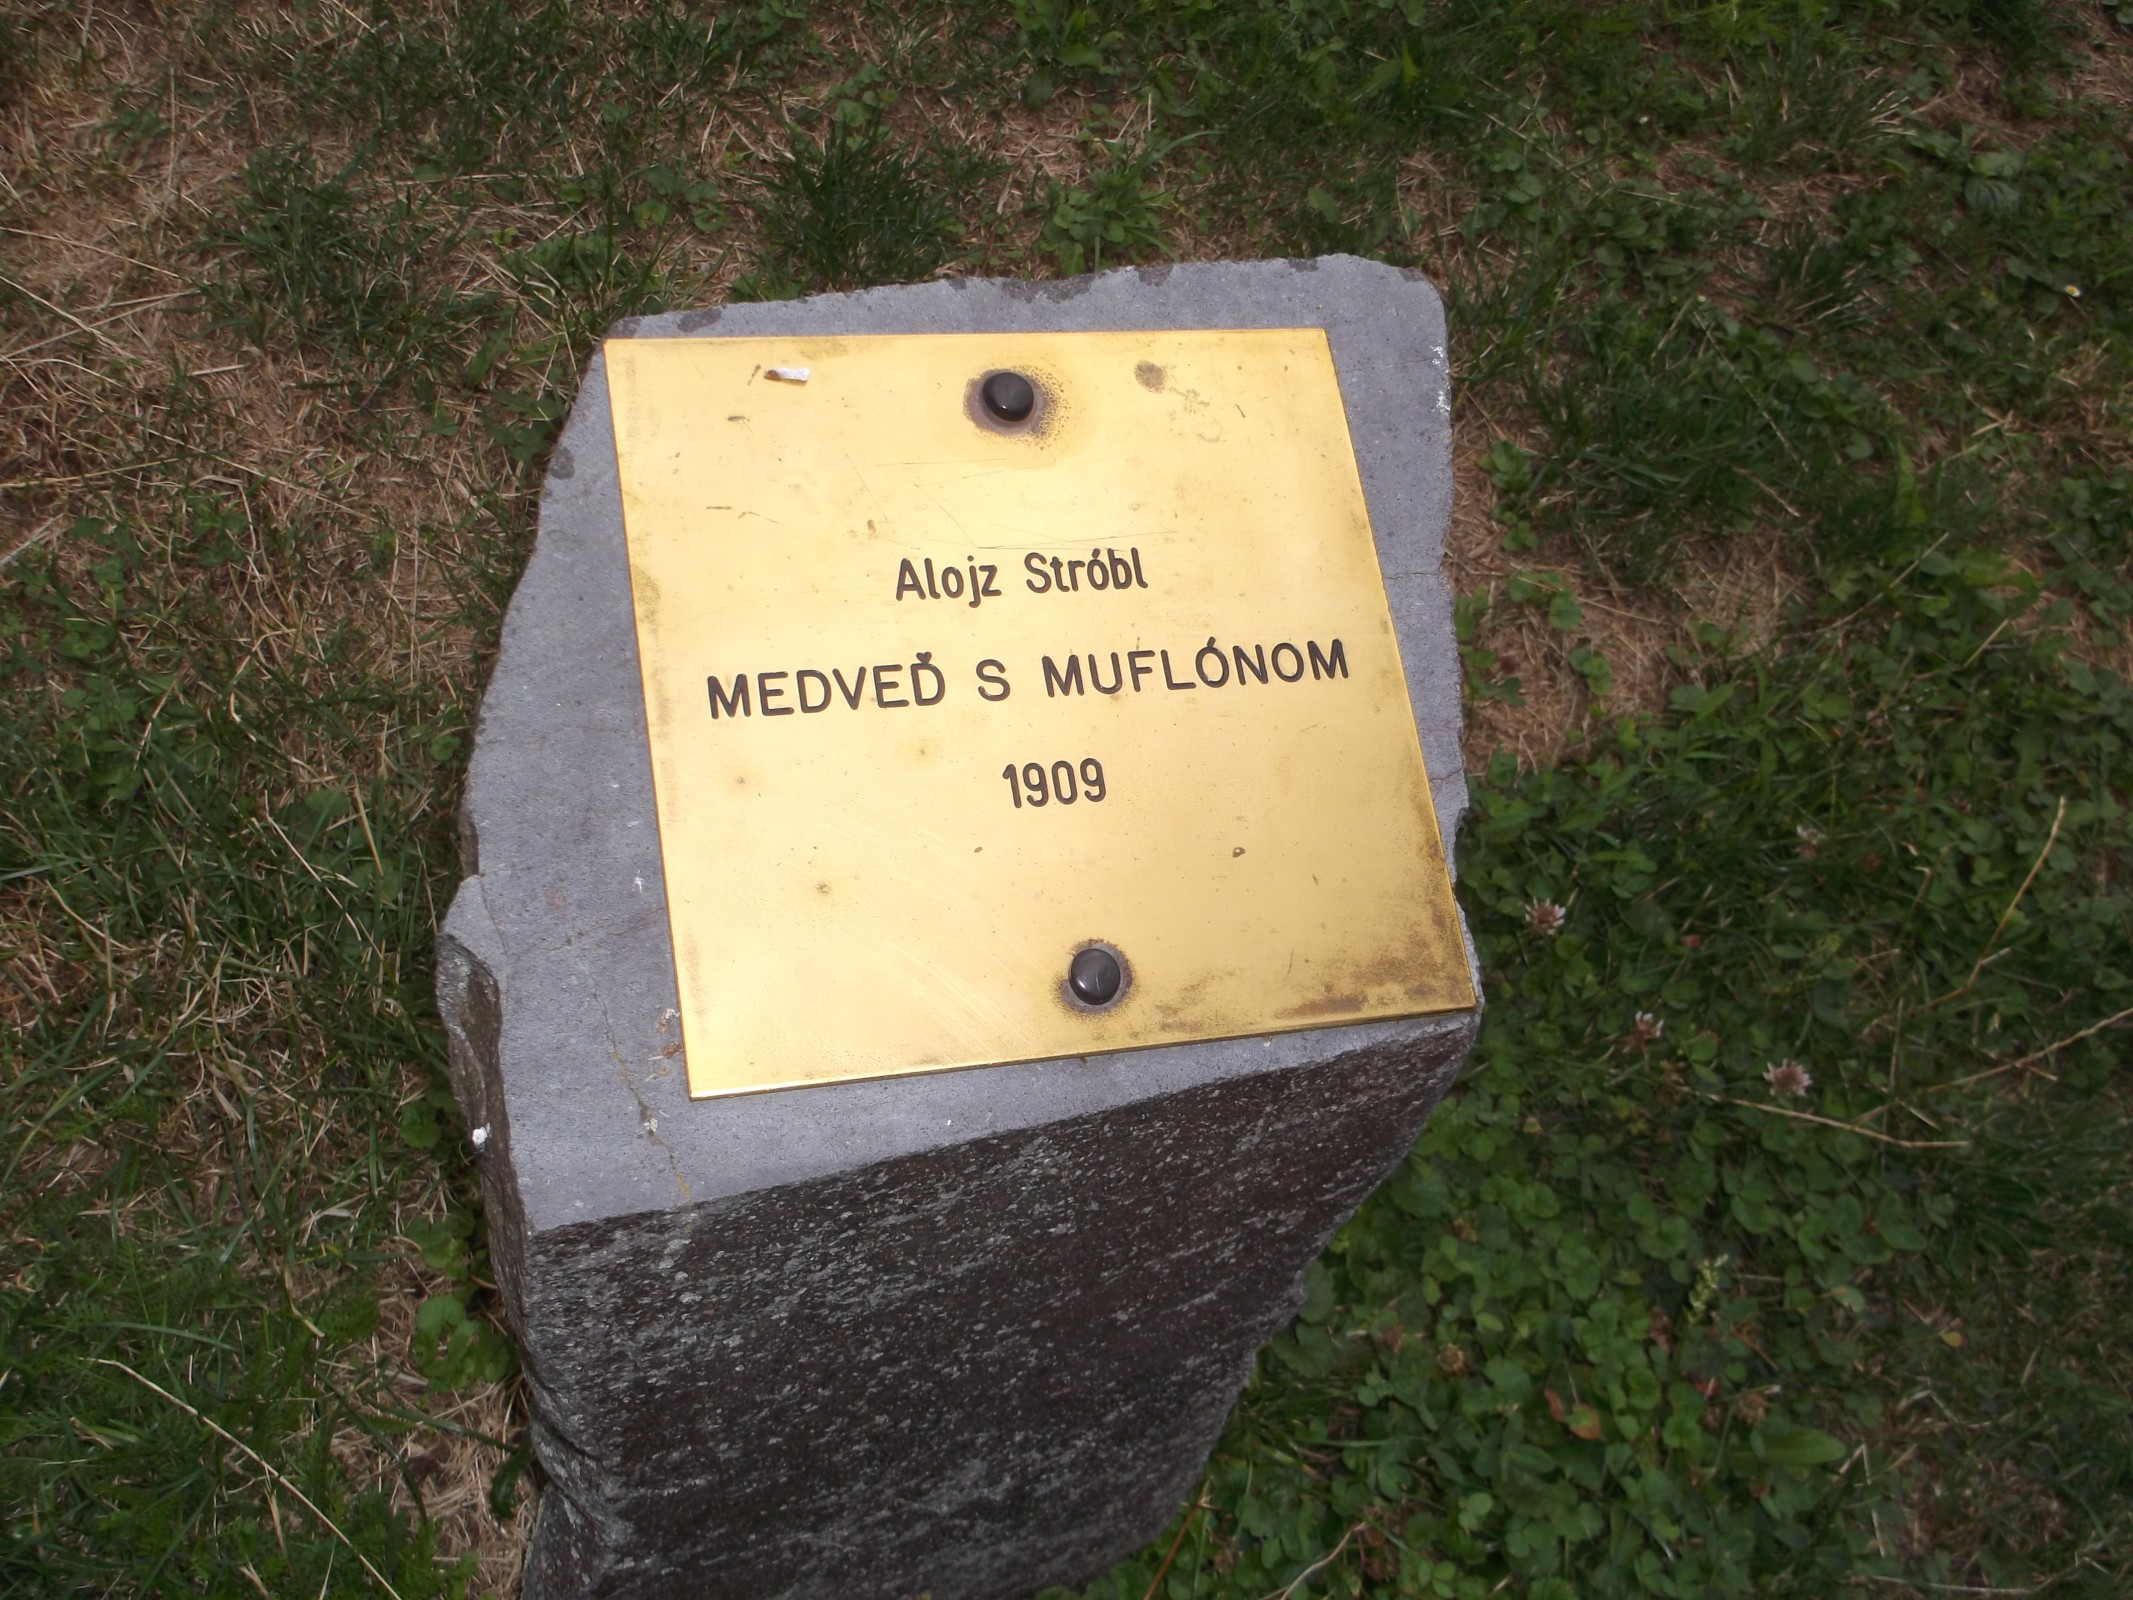 Alojz Stróbl
MEDVEĎ S MUFLÓNOM
1909